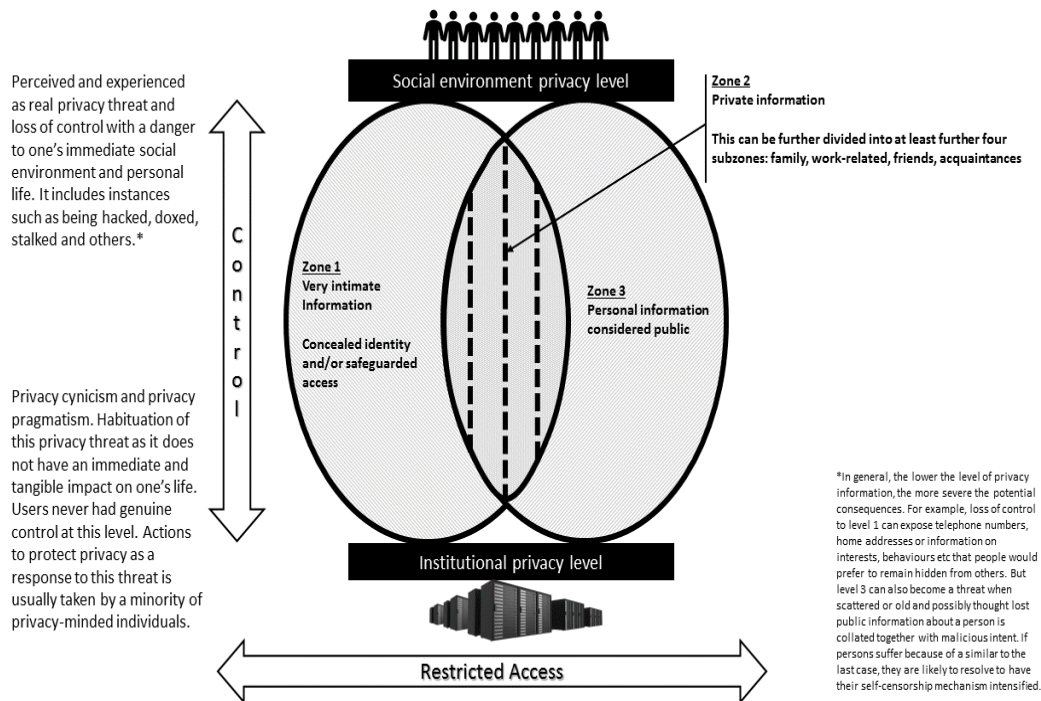 Social environment privacy level
Perceived and experienced
as real privacy threat and
loss of control with a danger
to one's immediate social
environment and personal
life. It includes instances
such as being hacked, doxed,
stalked and others.*
Control
Privacy cynicism and privacy
pragmatism. Habituation of
this privacy threat as it does
not have an immediate and
tangible impact on one's life.
Users never had genuine
control at this level. Actions
to protect privacy as a
response to this threat is
usually taken by a minority of
privacy-minded individuals.
Zone 1
Very intimate
Information
Concealed identity
and/or safeguarded
access
Zone 2
Private information
This can be further divided into at least further four
subzones: family, work-related, friends, acquaintances
Zone 3
Personal information
considered public
Institutional privacy level
Restricted Access
*In general, the lower the level of privacy
information, the more severe the potential
consequences. For example, loss of control
to level 1 can expose telephone numbers,
home addresses or information on
interests, behaviours etc that people would
prefer to remain hidden from others. But
level 3 can also become a threat when
scattered or old and possibly thought lost
public information about a person is
collated together with malicious intent. If
persons suffer because of a similar to the
last case, they are likely to resolve to have
their self-censorship mechanism intensified.